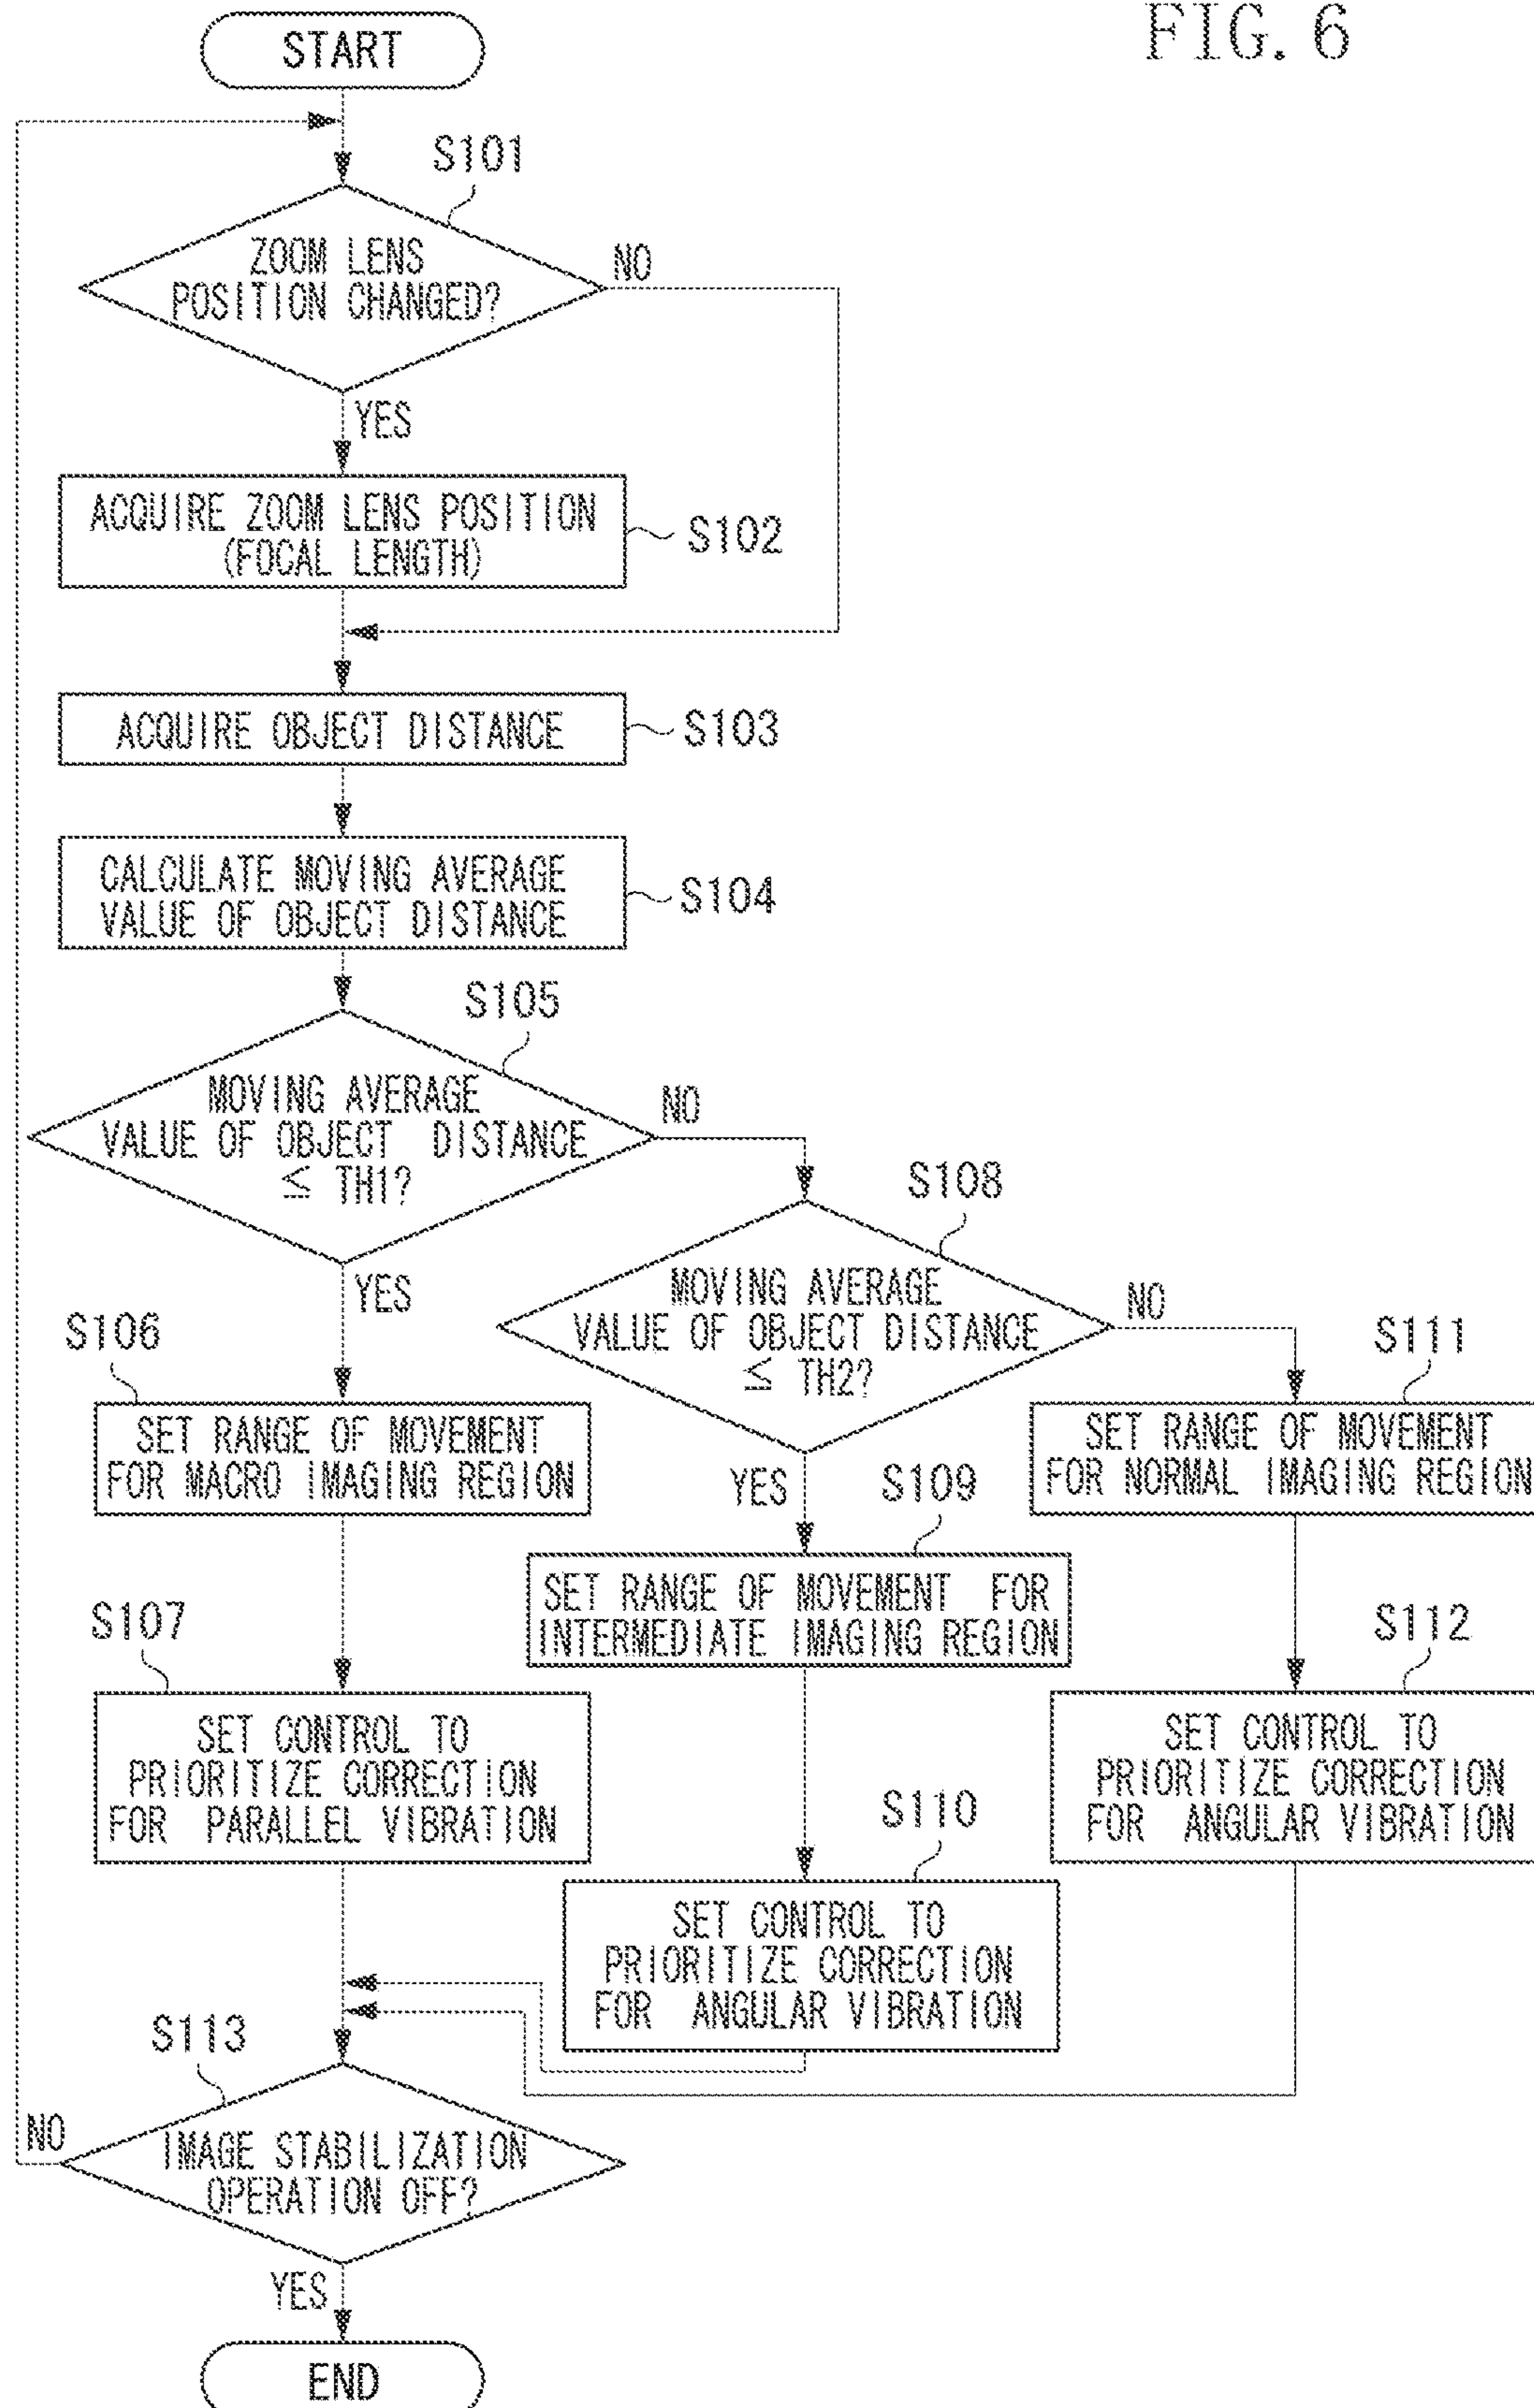 FIG. 6
START
S101
ZOOM LENS
POSITION CHANGED?
NO
YES
ACQUIRE ZOOM LENS POSITION
(FOCAL LENGTH)
S102
ACQUIRE OBJECT DISTANCE
S103
CALCULATE MOVING AVERAGE
VALUE OF OBJECT DISTANCE
S104
S105
MOVING AVERAGE
VALUE OF OBJECT DISTANCE
≦ TH1?
NO
YES
S108
MOVING AVERAGE
VALUE OF OBJECT DISTANCE
≦ TH2?
NO
YES
S106
SET RANGE OF MOVEMENT
FOR MACRO IMAGING REGION
S111
SET RANGE OF MOVEMENT
FOR NORMAL IMAGING REGION
S109
SET RANGE OF MOVEMENT FOR
INTERMEDIATE IMAGING REGION
S107
SET CONTROL TO
PRIORITIZE CORRECTION
FOR PARALLEL VIBRATION
S112
SET CONTROL TO
PRIORITIZE CORRECTION
FOR ANGULAR VIBRATION
S110
SET CONTROL TO
PRIORITIZE CORRECTION
FOR ANGULAR VIBRATION
S113
IMAGE STABILIZATION
OPERATION OFF?
NO
YES
END